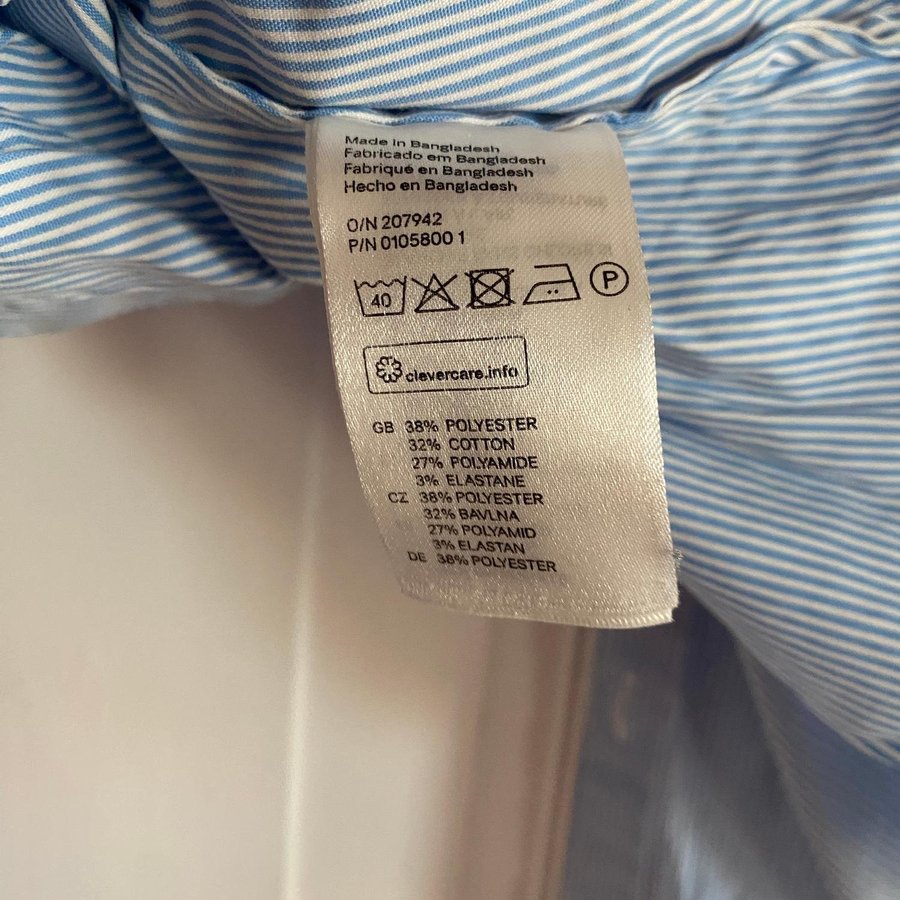 Made in Bangladesh
Fabricado em Bangladesh
Fabriqué en Bangladesh
Hecho en Bangladesh
O/N 207942
P/N 0105800 1
40 P
clevercare.info
GB 38% POLYESTER
32% COTTON
27% POLYAMIDE
3% ELASTANE
CZ 38% POLYESTER
32% BAVLNA
27% POLYAMID
3% ELASTAN
DE 38% POLYESTER